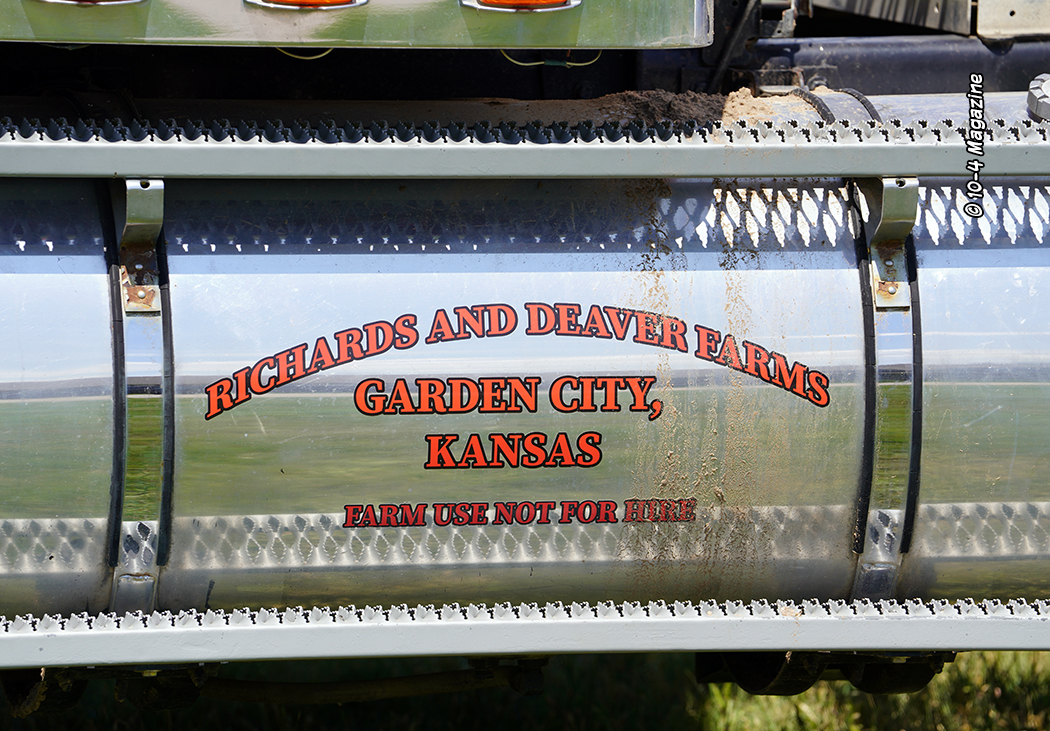 RICHARDS AND DEAVER FARMS
GARDEN CITY,
KANSAS
FARM USE NOT FOR HIRE
© 10-4 Magazine